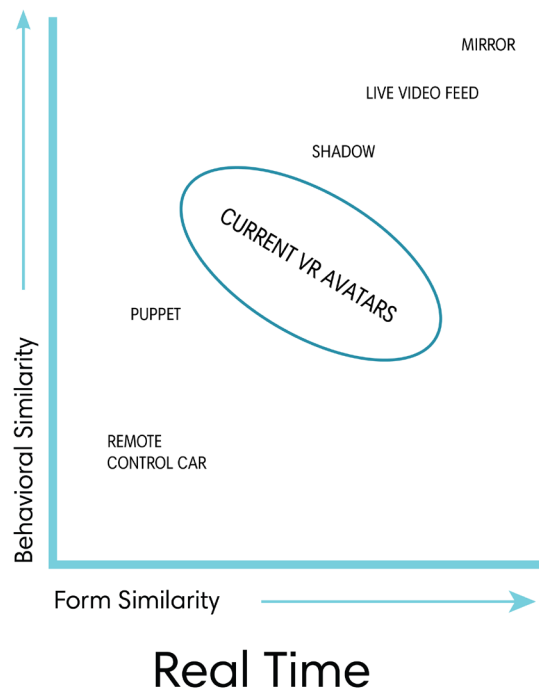 MIRROR
LIVE VIDEO FEED
SHADOW
CURRENT VR AVATARS
PUPPET
REMOTE
CONTROL CAR
Behavioral Similarity
Form Similarity
Real Time